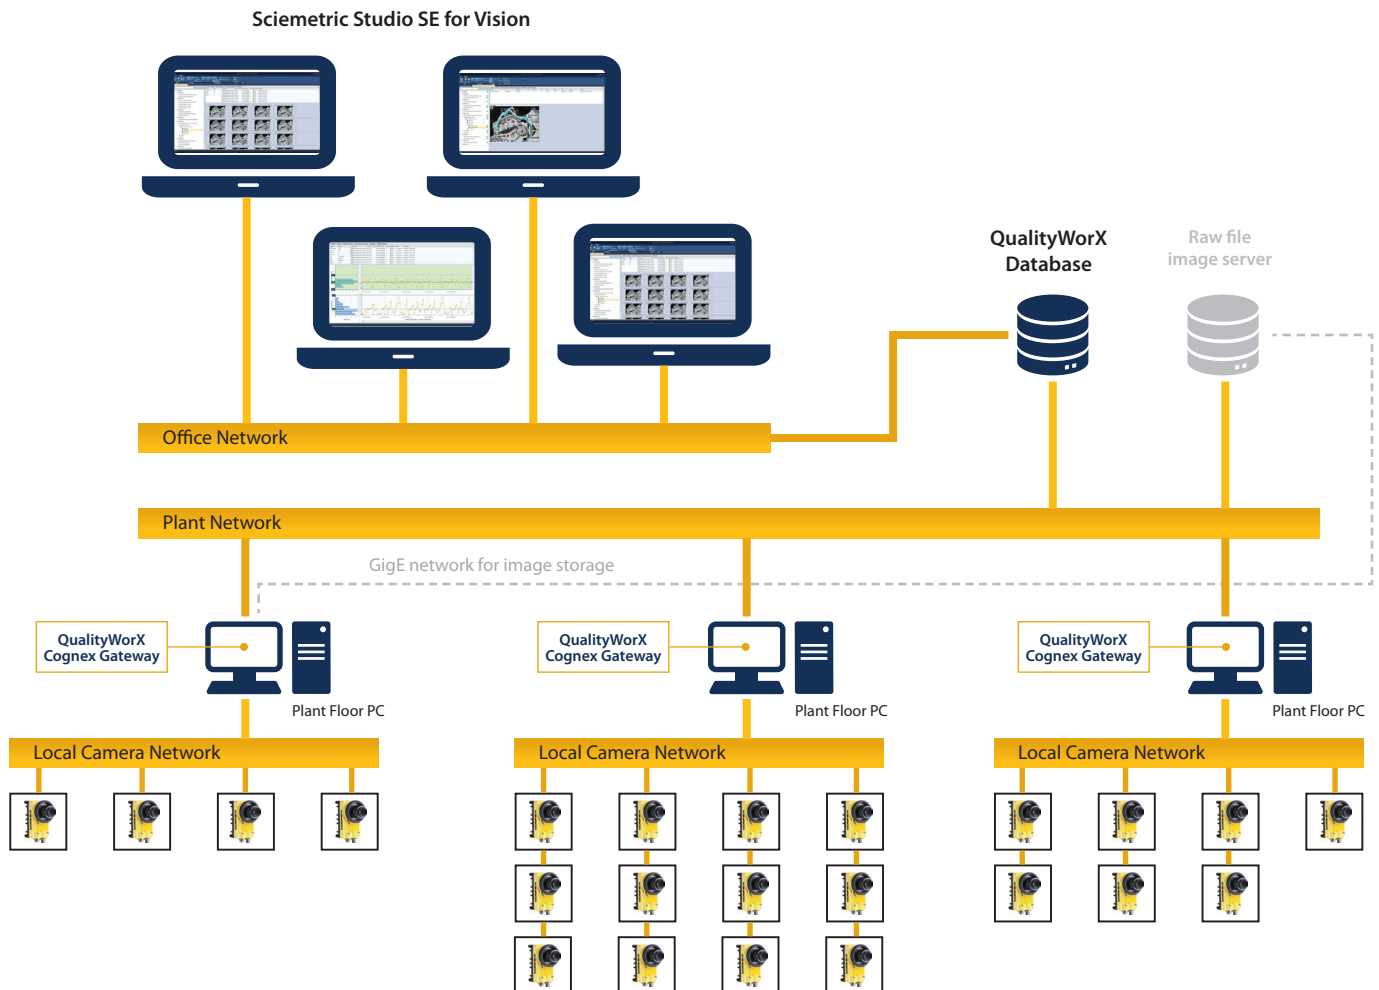 Sciemetric Studio SE for Vision
QualityWorX
Database
Raw file
image server
Office Network
Plant Network
GigE network for image storage
QualityWorX
Cognex Gateway
Plant Floor PC
QualityWorX
Cognex Gateway
Plant Floor PC
QualityWorX
Cognex Gateway
Plant Floor PC
Local Camera Network
Local Camera Network
Local Camera Network